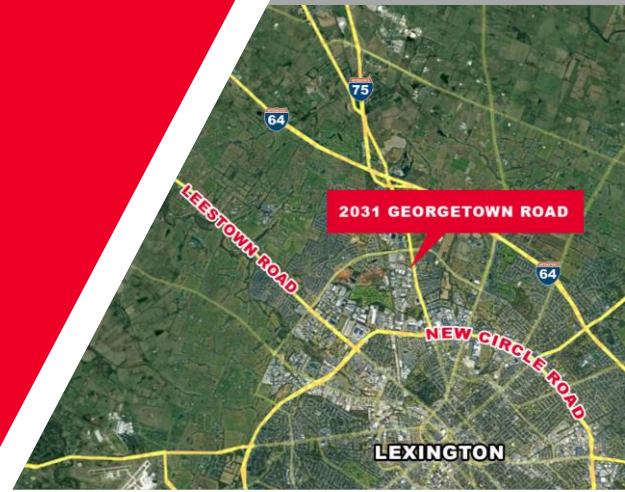 75
64
2031 GEORGETOWN ROAD
LEESTOWN ROAD
64
NEW CIRCLE ROAD
LEXINGTON